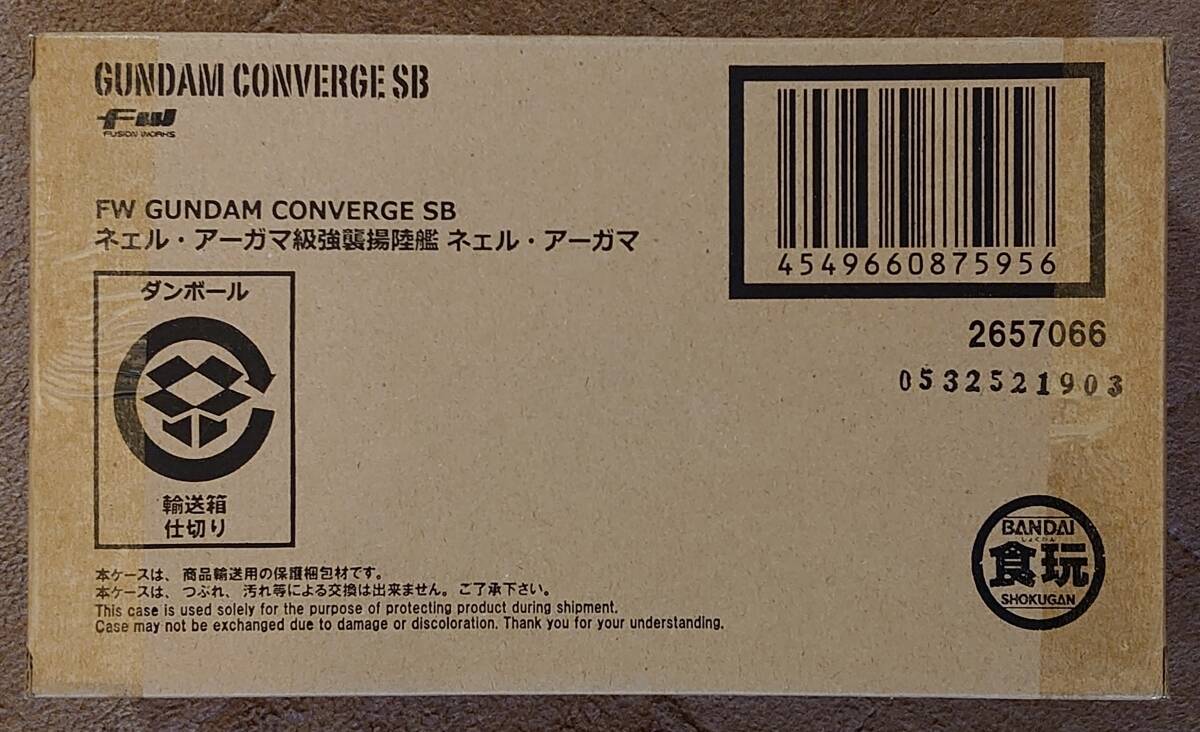 GUNDAM CONVERGE SB
FW
FUSION WORKS
FW GUNDAM CONVERGE SB
ネェル・アーガマ級強襲揚陸艦 ネェル・アーガマ
4549660875956
2657066
0532521903
ダンボール
輸送箱
仕切り
BANDAI
しょくがん
食玩
SHOKUGAN
本ケースは、商品輸送用の保護梱包材です。
本ケースは、つぶれ、汚れ等による交換は出来ません。ご了承下さい。
This case is used solely for the purpose of protecting product during shipment.
Case may not be exchanged due to damage or discoloration. Thank you for your understanding.